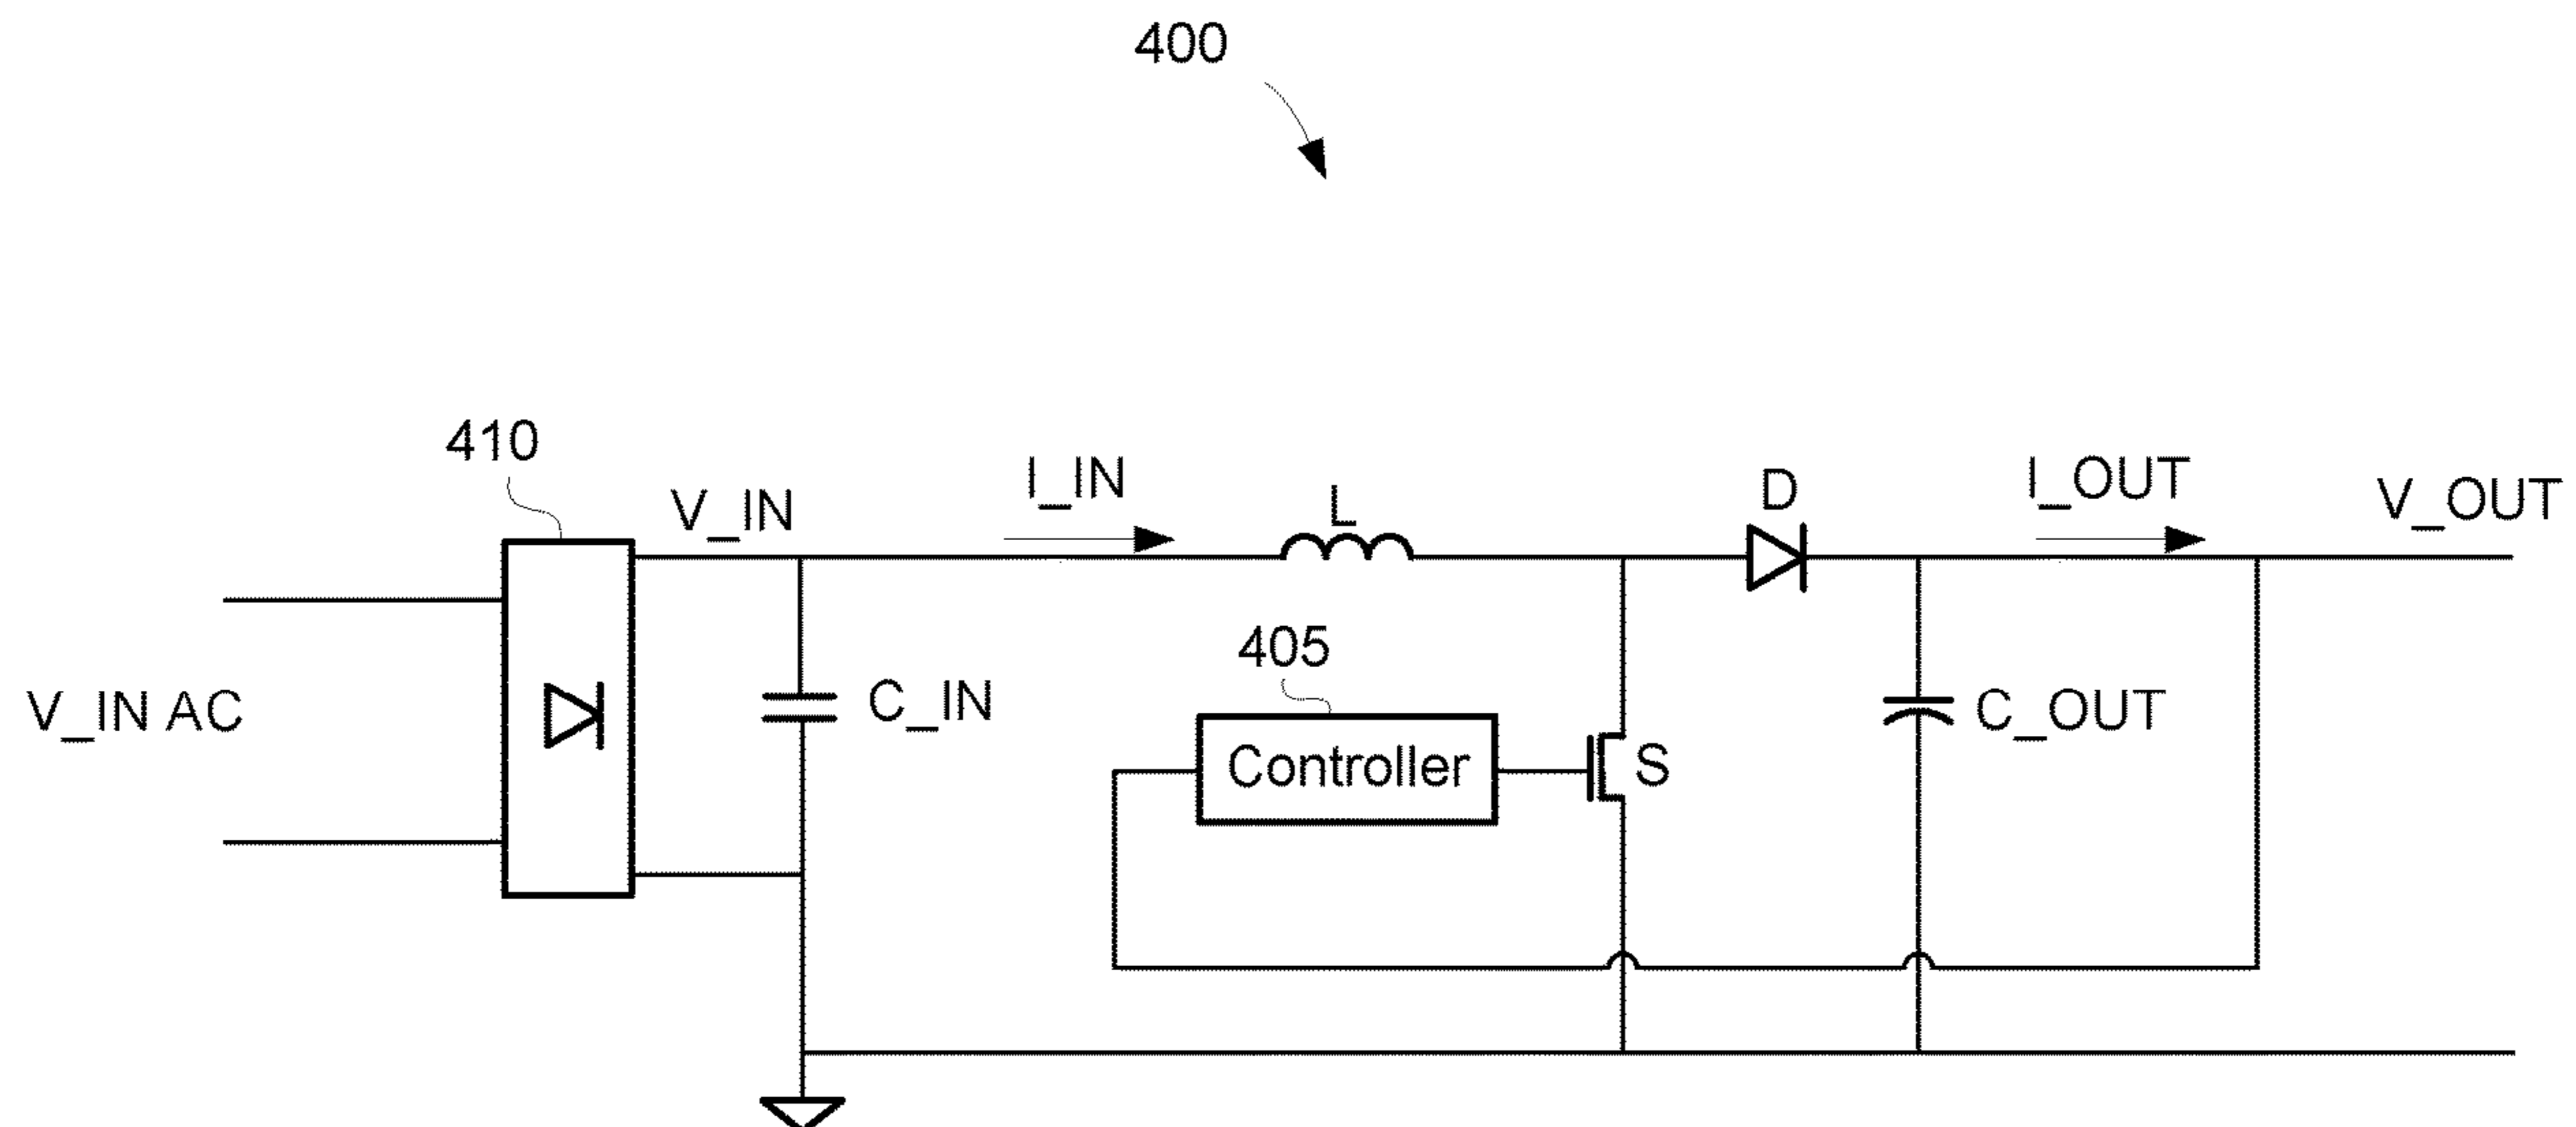 400
410
V_IN
I_IN
L
D
I_OUT
V_OUT
405
V_IN AC
C_IN
Controller
S
C_OUT